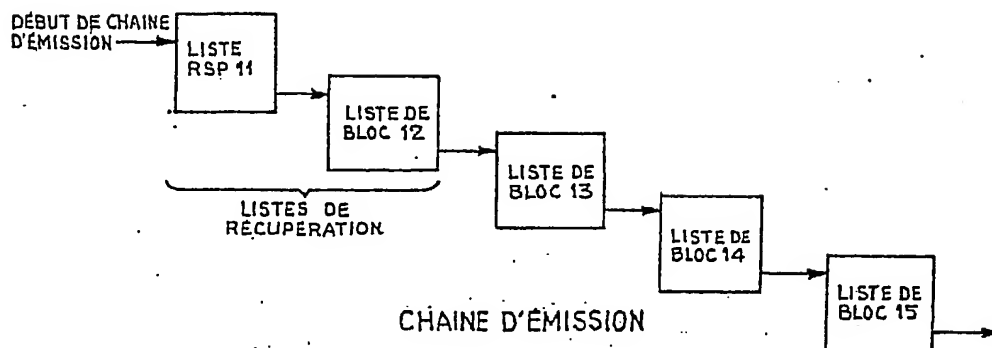 DÉBUT DE CHAINE
D'ÉMISSION
LISTE
RSP 11
LISTE DE
BLOC 12
LISTE DE
BLOC 13
LISTE DE
BLOC 14
LISTE DE
BLOC 15
LISTES DE
RÉCUPÉRATION
CHAINE D'ÉMISSION